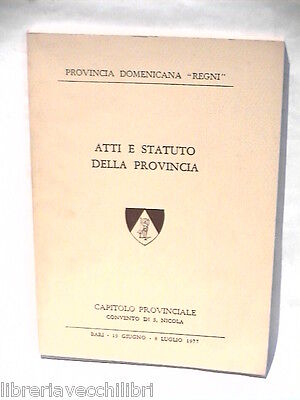 PROVINCIA DOMENICANA "REGNI"
ATTI E STATUTO
DELLA PROVINCIA
CAPITOLO PROVINCIALE
CONVENTO DI S. NICOLA
BARI - 19 GIUGNO - 8 LUGLIO 1977
libreriavecchilibri